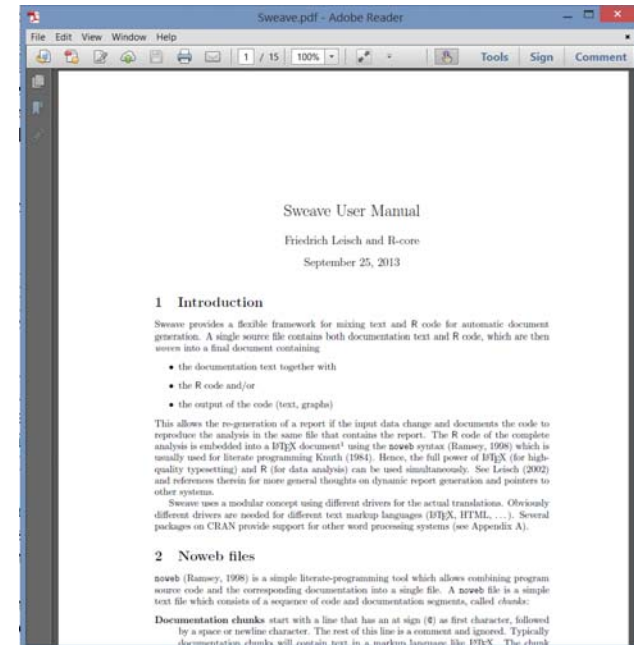 Sweave.pdf - Adobe Reader
File Edit View Window Help
1 / 15 100% Tools Sign Comment
Sweave User Manual
Friedrich Leisch and R-core
September 25, 2013
1 Introduction
Sweave provides a flexible framework for mixing text and R code for automatic document
generation. A single source file contains both documentation text and R code, which are then
woven into a final document containing
• the documentation text together with
• the R code and/or
• the output of the code (text, graphs)
This allows the re-generation of a report if the input data change and documents the code to
reproduce the analysis in the same file that contains the report. The R code of the complete
analysis is embedded into a LATEX document¹ using the noweb syntax (Ramsey, 1998) which is
usually used for literate programming Knuth (1984). Hence, the full power of LATEX (for high-
quality typesetting) and R (for data analysis) can be used simultaneously. See Leisch (2002)
and references therein for more general thoughts on dynamic report generation and pointers to
other systems.
Sweave uses a modular concept using different drivers for the actual translations. Obviously
different drivers are needed for different text markup languages (LATEX, HTML, ...). Several
packages on CRAN provide support for other word processing systems (see Appendix A).
2 Noweb files
noweb (Ramsey, 1998) is a simple literate-programming tool which allows combining program
source code and the corresponding documentation into a single file. A noweb file is a simple
text file which consists of a sequence of code and documentation segments, called chunks:
Documentation chunks start with a line that has an at sign (@) as first character, followed
by a space or newline character. The rest of this line is a comment and ignored. Typically
documentation chunks will contain text in a markup language like LATEX. The chunk